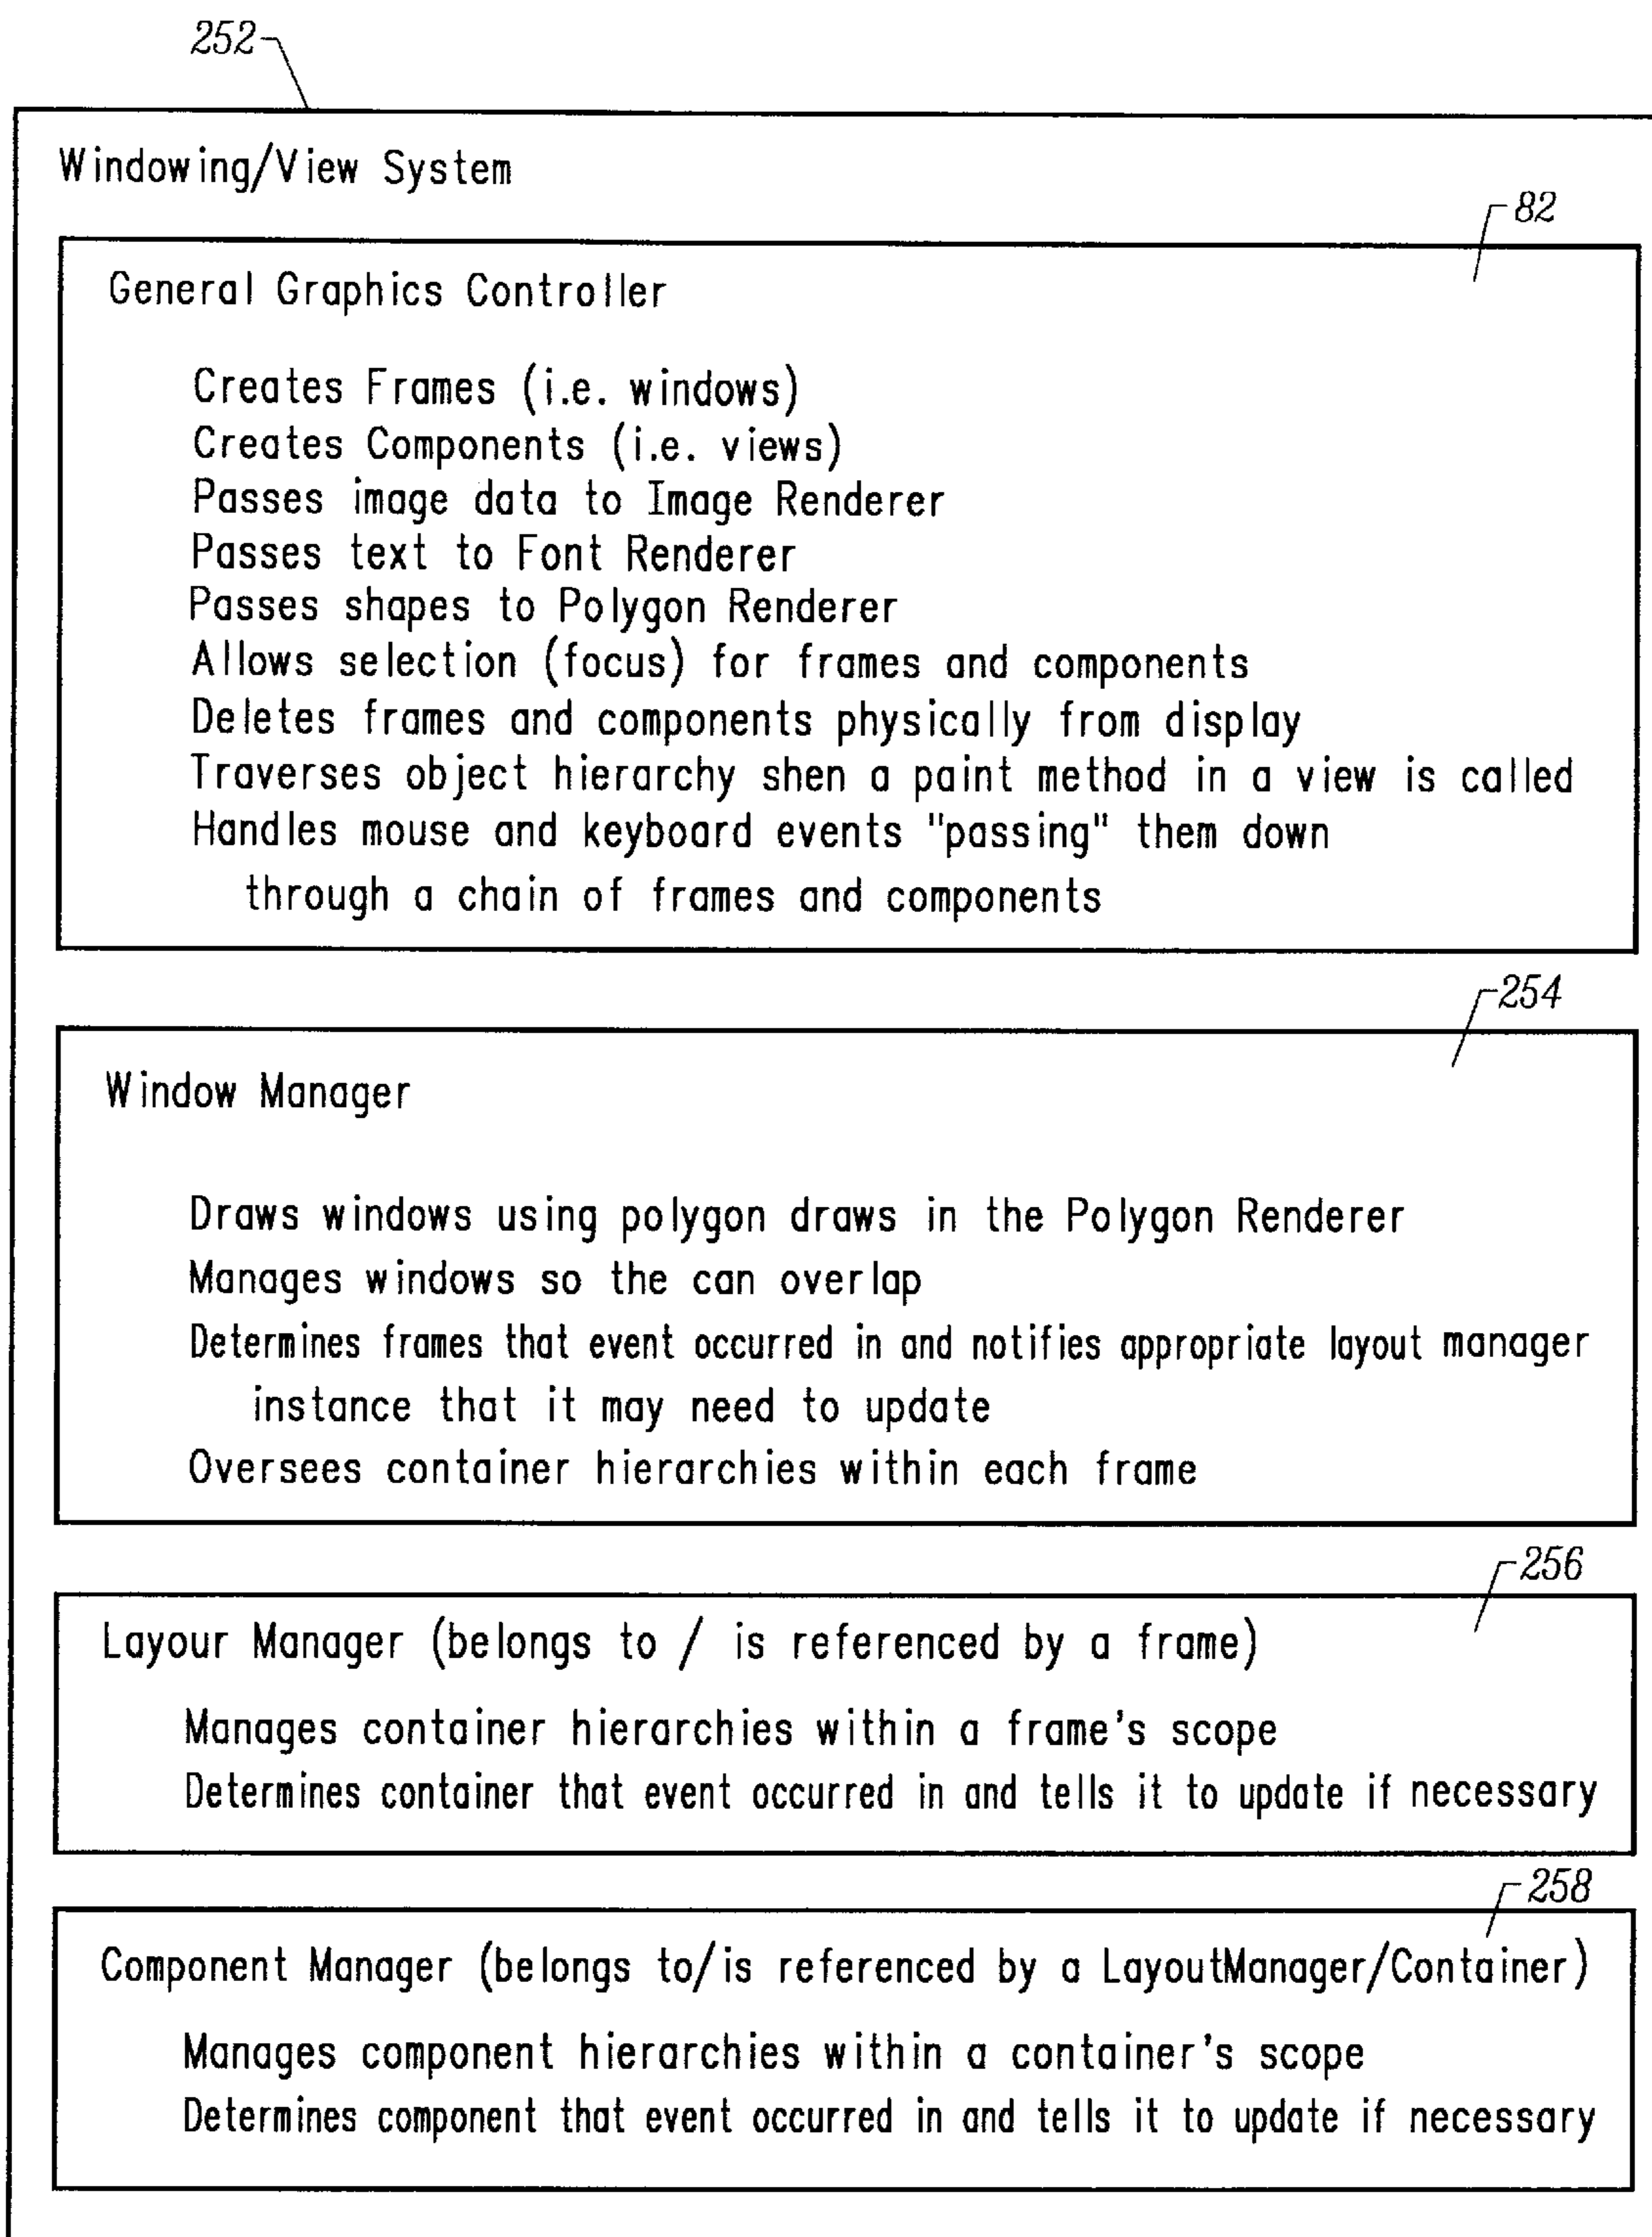 252
Windowing/View System
82
General Graphics Controller
Creates Frames (i.e. windows)
Creates Components (i.e. views)
Passes image data to Image Renderer
Passes text to Font Renderer
Passes shapes to Polygon Renderer
Allows selection (focus) for frames and components
Deletes frames and components physically from display
Traverses object hierarchy shen a paint method in a view is called
Handles mouse and keyboard events "passing" them down
through a chain of frames and components
254
Window Manager
Draws windows using polygon draws in the Polygon Renderer
Manages windows so the can overlap
Determines frames that event occurred in and notifies appropriate layout manager
instance that it may need to update
Oversees container hierarchies within each frame
256
Layour Manager (belongs to / is referenced by a frame)
Manages container hierarchies within a frame's scope
Determines container that event occurred in and tells it to update if necessary
258
Component Manager (belongs to/is referenced by a LayoutManager/Container)
Manages component hierarchies within a container's scope
Determines component that event occurred in and tells it to update if necessary